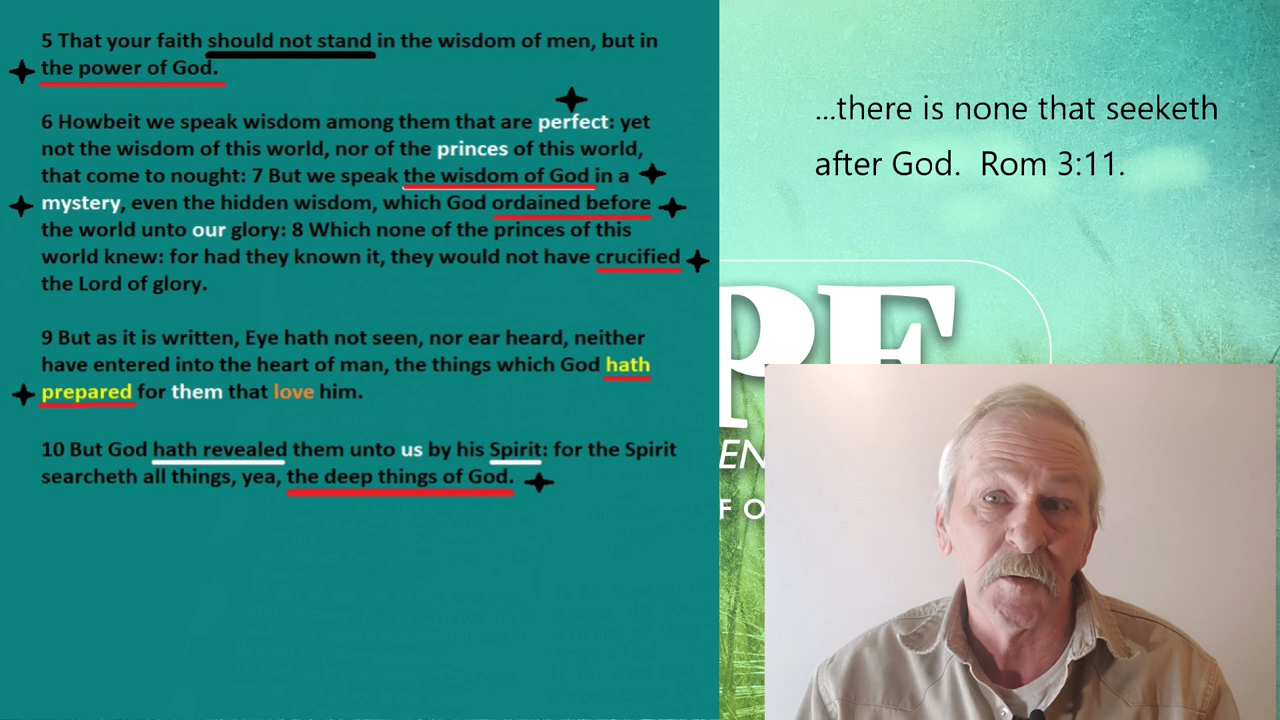 5 That your faith should not stand in the wisdom of men, but in
the power of God.
6 Howbeit we speak wisdom among them that are perfect: yet
not the wisdom of this world, nor of the princes of this world,
that come to nought: 7 But we speak the wisdom of God in a
mystery, even the hidden wisdom, which God ordained before
the world unto our glory: 8 Which none of the princes of this
world knew: for had they known it, they would not have crucified
the Lord of glory.
9 But as it is written, Eye hath not seen, nor ear heard, neither
have entered into the heart of man, the things which God hath
prepared for them that love him.
10 But God hath revealed them unto us by his Spirit: for the Spirit
searcheth all things, yea, the deep things of God.
...there is none that seeketh
after God.  Rom 3:11.
PE
EN
F O